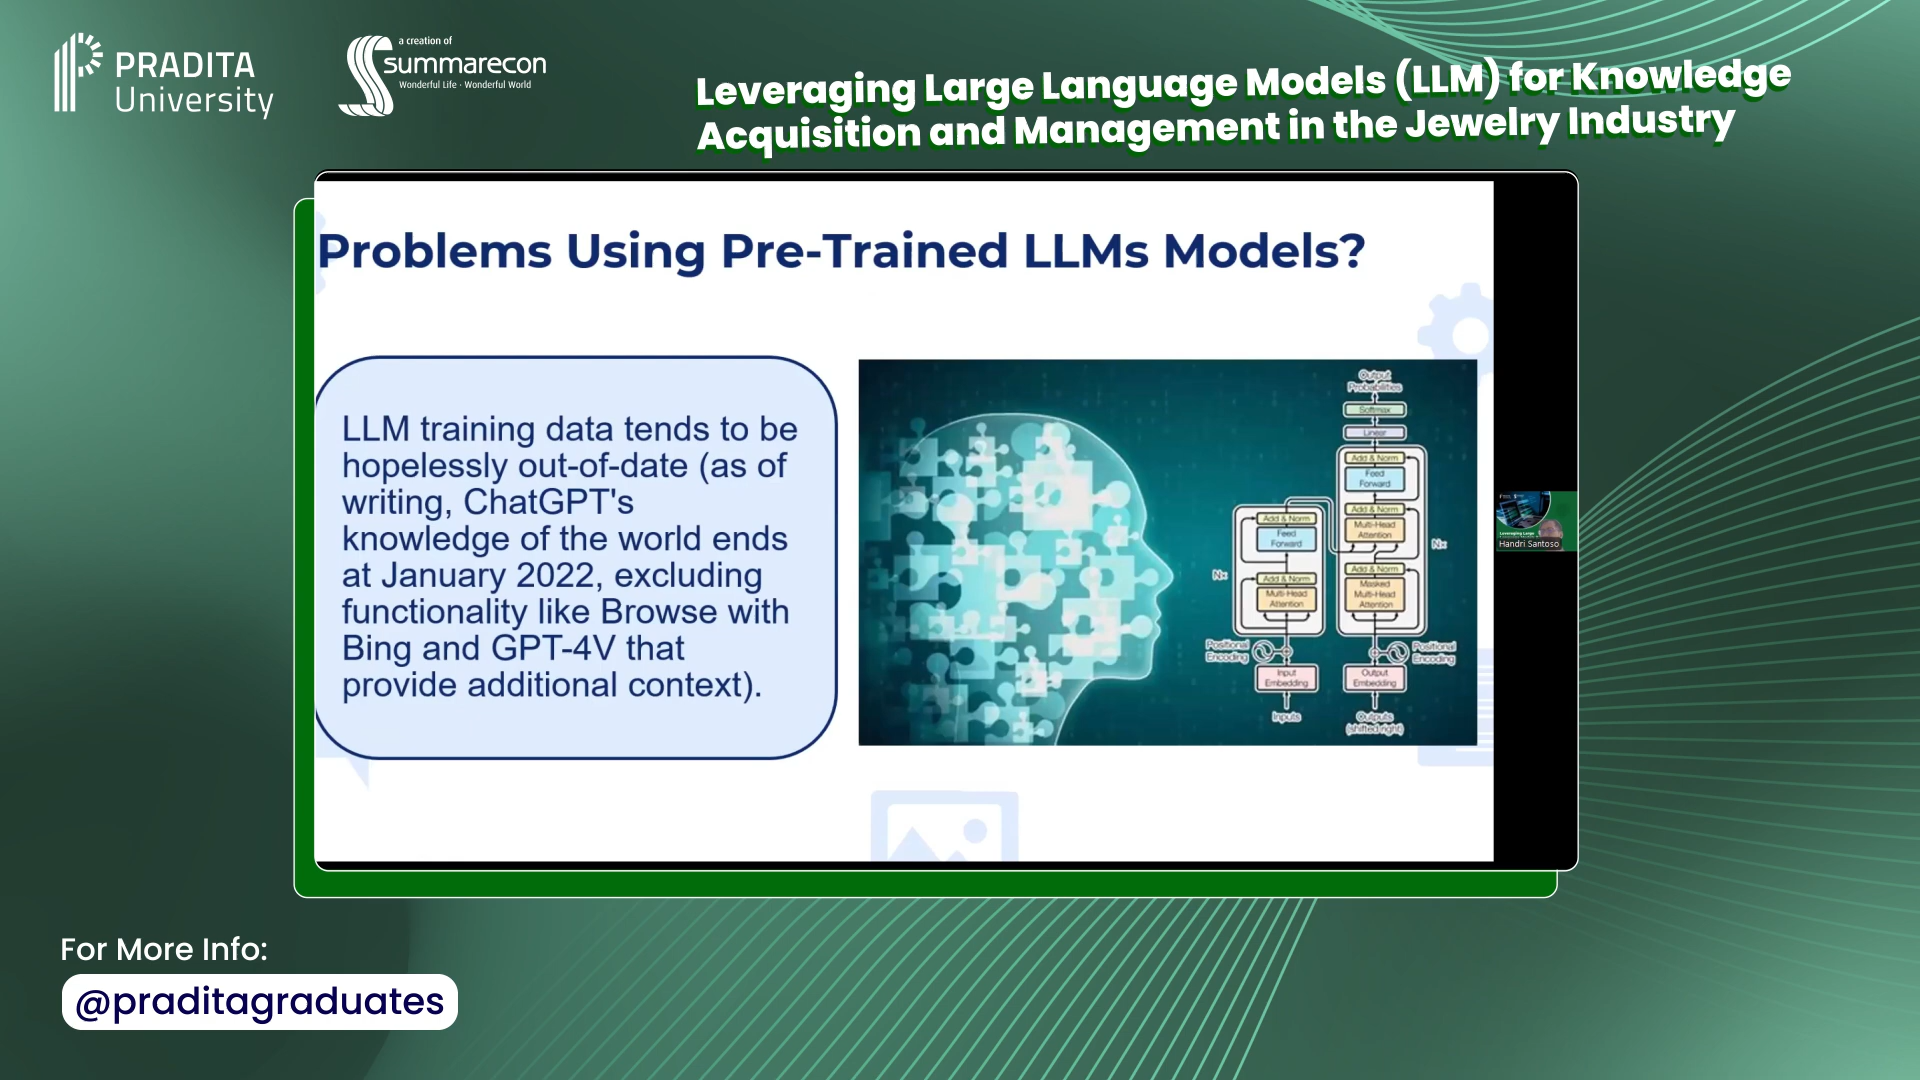 PRADITA
University
a creation of
summarecon
Wonderful Life · Wonderful World
Leveraging Large Language Models (LLM) for Knowledge
Acquisition and Management in the Jewelry Industry
Problems Using Pre-Trained LLMs Models?
LLM training data tends to be
hopelessly out-of-date (as of
writing, ChatGPT's
knowledge of the world ends
at January 2022, excluding
functionality like Browse with
Bing and GPT-4V that
provide additional context).
Output
Probabilities
Softmax
Linear
Add & Norm
Feed
Forward
Add & Norm
Multi-Head
Attention
Add & Norm
Masked
Multi-Head
Attention
Nx
Positional
Encoding
Output
Embedding
Outputs
(shifted right)
Add & Norm
Feed
Forward
Add & Norm
Multi-Head
Attention
Nx
Positional
Encoding
Input
Embedding
Inputs
Handri Santoso
For More Info:
@praditagraduates